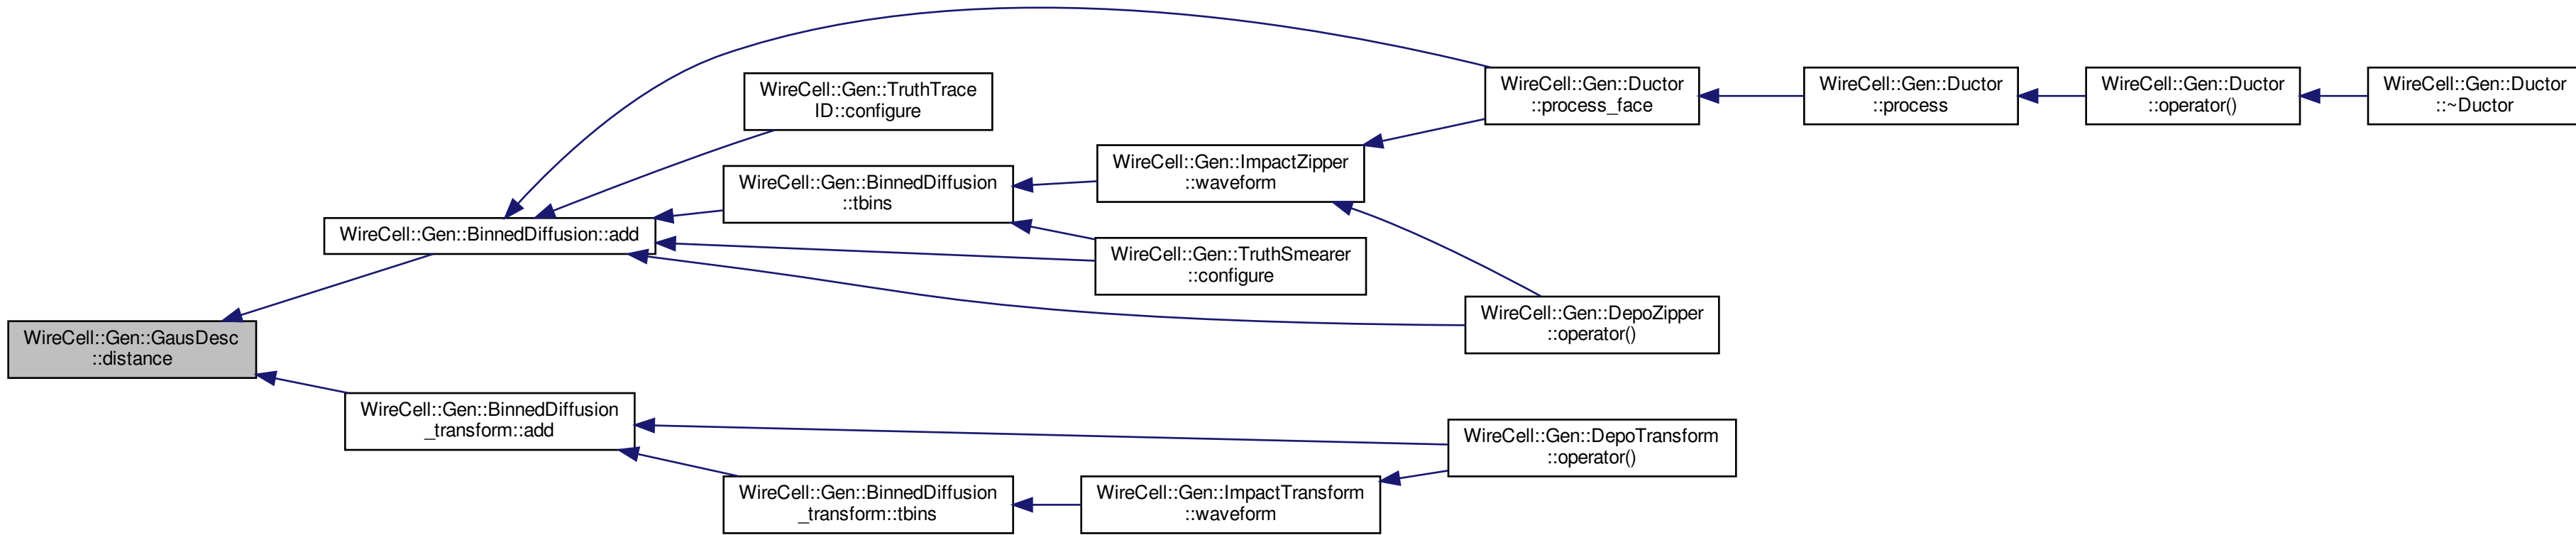 WireCell::Gen::GausDesc
::distance
WireCell::Gen::BinnedDiffusion::add
WireCell::Gen::TruthTrace
ID::configure
WireCell::Gen::BinnedDiffusion
::tbins
WireCell::Gen::ImpactZipper
::waveform
WireCell::Gen::TruthSmearer
::configure
WireCell::Gen::Ductor
::process_face
WireCell::Gen::Ductor
::process
WireCell::Gen::Ductor
::operator()
WireCell::Gen::Ductor
::~Ductor
WireCell::Gen::DepoZipper
::operator()
WireCell::Gen::BinnedDiffusion
_transform::add
WireCell::Gen::BinnedDiffusion
_transform::tbins
WireCell::Gen::ImpactTransform
::waveform
WireCell::Gen::DepoTransform
::operator()